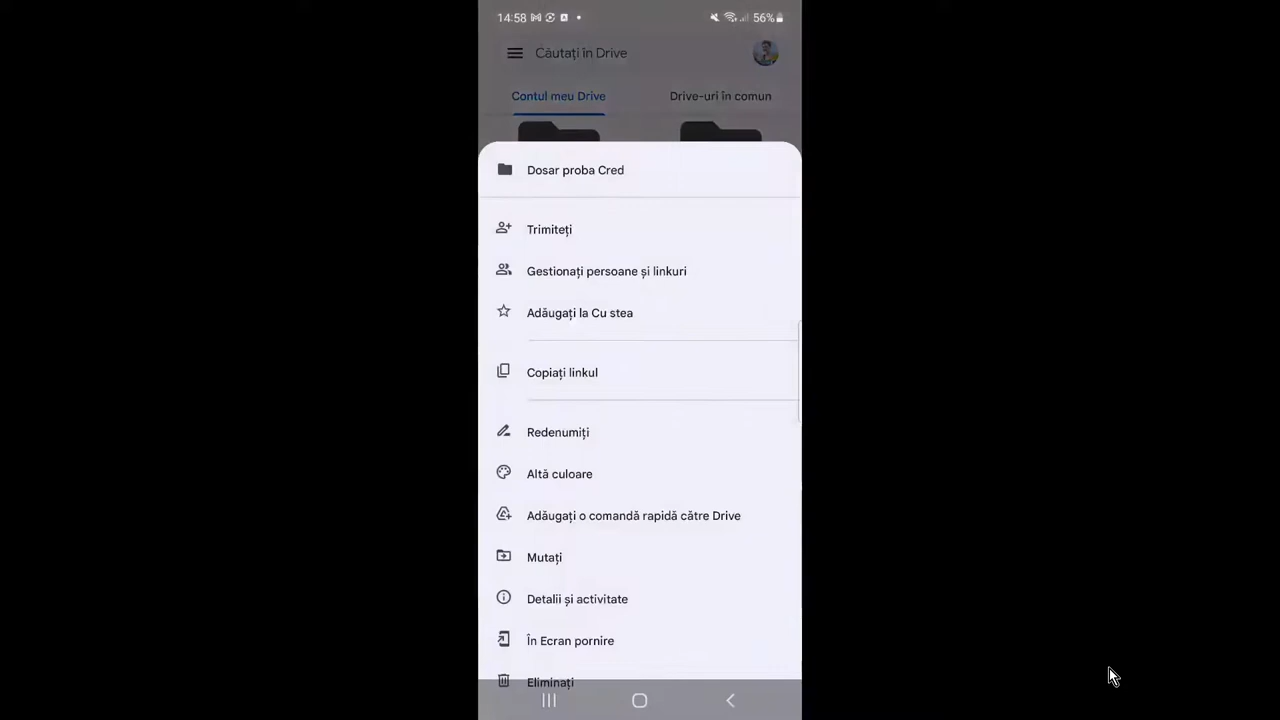 14:58 56%
Căutați în Drive
Contul meu Drive Drive-uri în comun
Dosar proba Cred
Trimiteți
Gestionați persoane și linkuri
Adăugați la Cu stea
Copiați linkul
Redenumiți
Altă culoare
Adăugați o comandă rapidă către Drive
Mutați
Detalii și activitate
În Ecran pornire
Eliminați